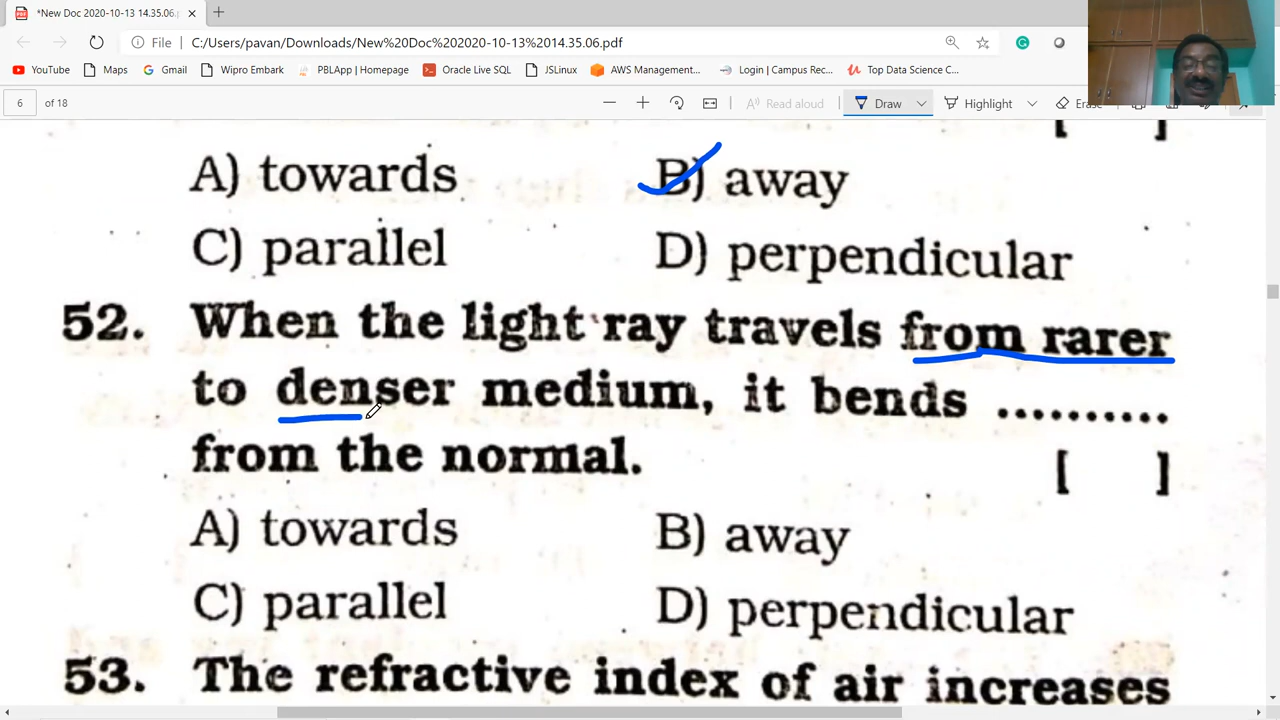 *New Doc 2020-10-13 14.35.06.p
File C:/Users/pavan/Downloads/New%20Doc%202020-10-13%2014.35.06.pdf
YouTube Maps Gmail Wipro Embark PBLApp | Homepage Oracle Live SQL JSLinux AWS Management... Login | Campus Rec... Top Data Science C...
6 of 18 Read aloud Draw Highlight Erase
[ ]
A) towards B) away
C) parallel D) perpendicular
52. When the light ray travels from rarer
to denser medium, it bends ..........
from the normal. [ ]
A) towards B) away
C) parallel D) perpendicular
53. The refractive index of air increases